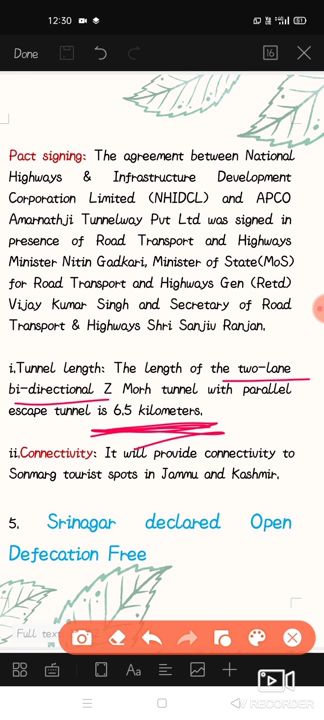 12:30
61
Done
16
Pact signing: The agreement between National
Highways & Infrastructure Development
Corporation Limited (NHIDCL) and APCO
Amarnathji Tunnelway Pvt Ltd was signed in
presence of Road Transport and Highways
Minister Nitin Gadkari, Minister of State(MoS)
for Road Transport and Highways Gen (Retd)
Vijay Kumar Singh and Secretary of Road
Transport & Highways Shri Sanjiv Ranjan.
i.Tunnel length: The length of the two-lane
bi-directional Z Morh tunnel with parallel
escape tunnel is 6.5 kilometers.
ii.Connectivity: It will provide connectivity to
Sonmarg tourist spots in Jammu and Kashmir.
5. Srinagar declared Open
Defecation Free
Full text
Aa
RECORDER